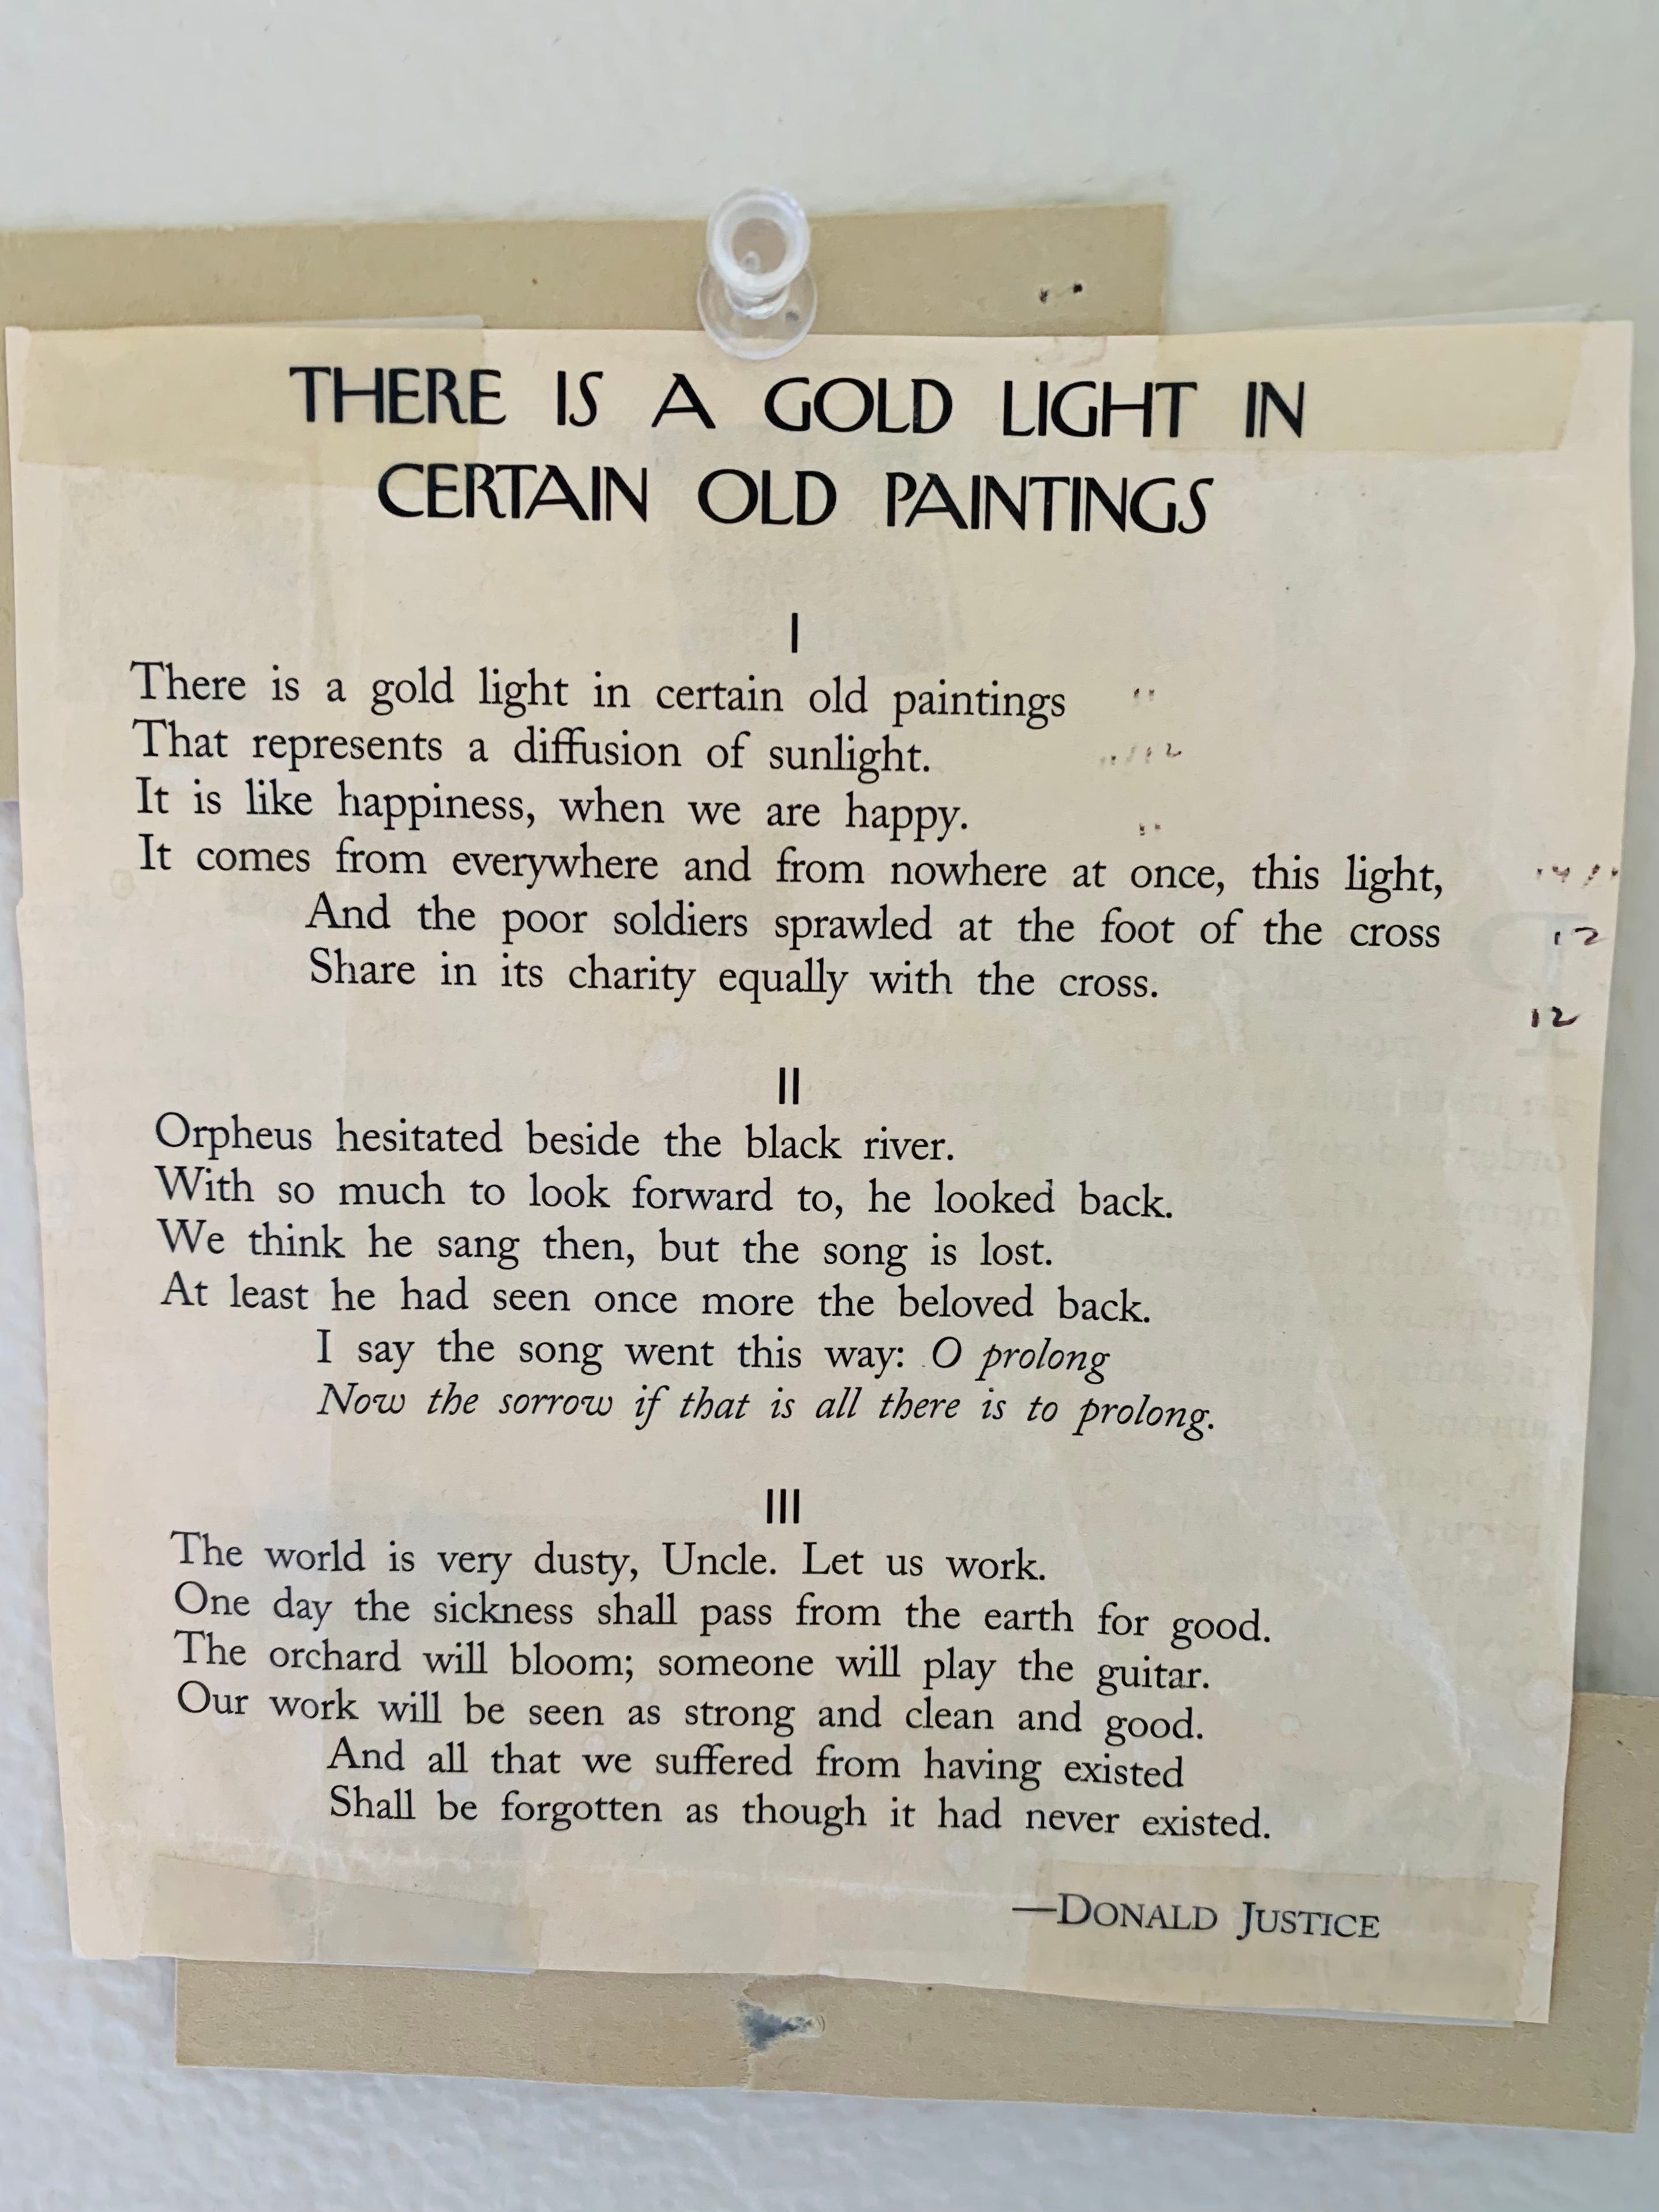 THERE IS A GOLD LIGHT IN
CERTAIN OLD PAINTINGS
I
There is a gold light in certain old paintings
That represents a diffusion of sunlight.
It is like happiness, when we are happy.
It comes from everywhere and from nowhere at once, this light,
And the poor soldiers sprawled at the foot of the cross
Share in its charity equally with the cross.
12
12
II
Orpheus hesitated beside the black river.
With so much to look forward to, he looked back.
We think he sang then, but the song is lost.
At least he had seen once more the beloved back.
I say the song went this way: O prolong
Now the sorrow if that is all there is to prolong.
III
The world is very dusty, Uncle. Let us work.
One day the sickness shall pass from the earth for good.
The orchard will bloom; someone will play the guitar.
Our work will be seen as strong and clean and good.
And all that we suffered from having existed
Shall be forgotten as though it had never existed.
—DONALD JUSTICE